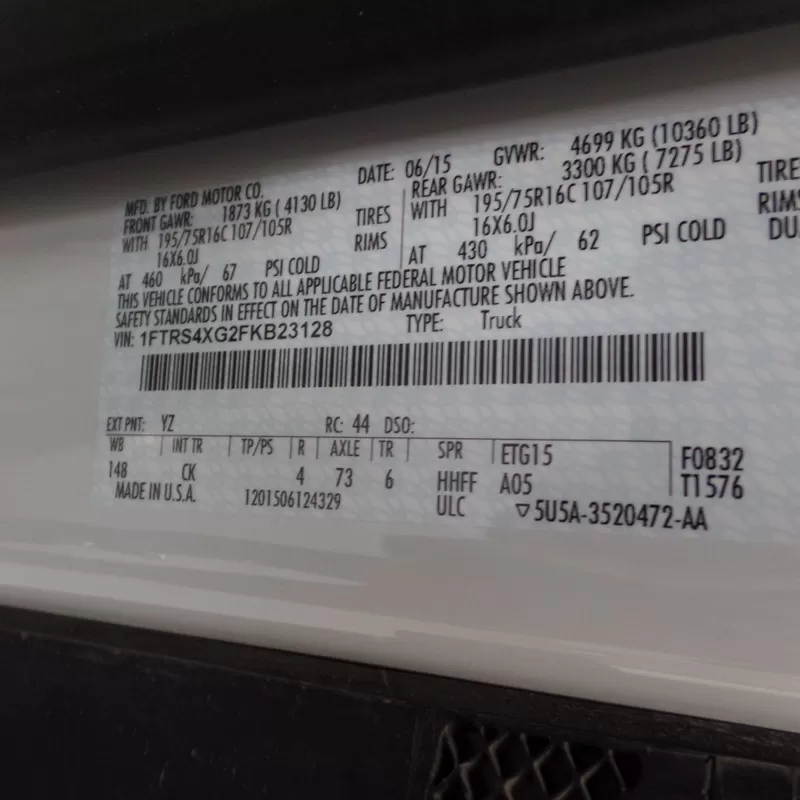 MFD. BY FORD MOTOR CO.
DATE: 06/15 GVWR: 4699 KG (10360 LB)
FRONT GAWR: 1873 KG ( 4130 LB) REAR GAWR: 3300 KG ( 7275 LB)
WITH 195/75R16C 107/105R TIRES WITH 195/75R16C 107/105R TIRE
16X6.0J RIMS 16X6.0J RIMS
AT 460 kPa/ 67 PSI COLD AT 430 kPa/ 62 PSI COLD DU
THIS VEHICLE CONFORMS TO ALL APPLICABLE FEDERAL MOTOR VEHICLE
SAFETY STANDARDS IN EFFECT ON THE DATE OF MANUFACTURE SHOWN ABOVE.
VIN: 1FTRS4XG2FKB23128 TYPE: Truck
EXT PNT: YZ RC: 44 DSO:
WB INT TR TP/PS R AXLE TR SPR ETG15 F0832
148 CK 4 73 6 HHFF A05 T1576
MADE IN U.S.A. 1201506124329 ULC ▽5U5A-3520472-AA